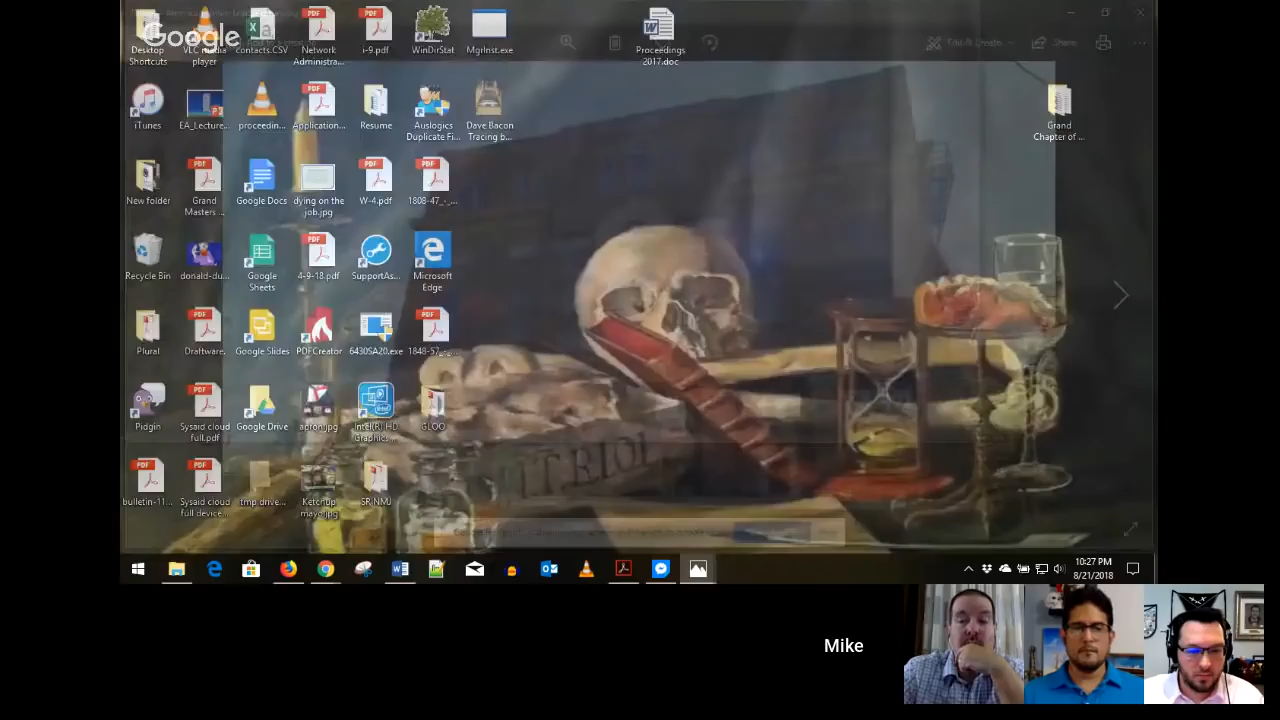 Google
Desktop
Shortcuts
VLC media
player
contacts.CSV
Network
Administra...
i-9.pdf
WinDirStat
MgrInst.exe
Proceedings
2017.doc
Share
iTunes
EA_Lecture...
proceedin...
Application...
Resume
Auslogics
Duplicate Fi...
Dave Bacon
Tracing b...
Grand
Chapter of ...
New folder
Grand
Masters ...
Google Docs
dying on the
job.jpg
W-4.pdf
1808-47_-_...
Recycle Bin
donald-du...
Google
Sheets
4-9-18.pdf
SupportAs...
Microsoft
Edge
Plural
Draftware...
Google Slides
PDFCreator
6430SA20.exe
1848-57_-_...
Pidgin
Sysaid cloud
full.pdf
Google Drive
Intel(R) HD
Graphics...
GLOO
bulletin-11...
Sysaid cloud
full device...
tmp drive...
Ketchup
mayo.jpg
SR NMJ
10:27 PM
8/21/2018
Mike